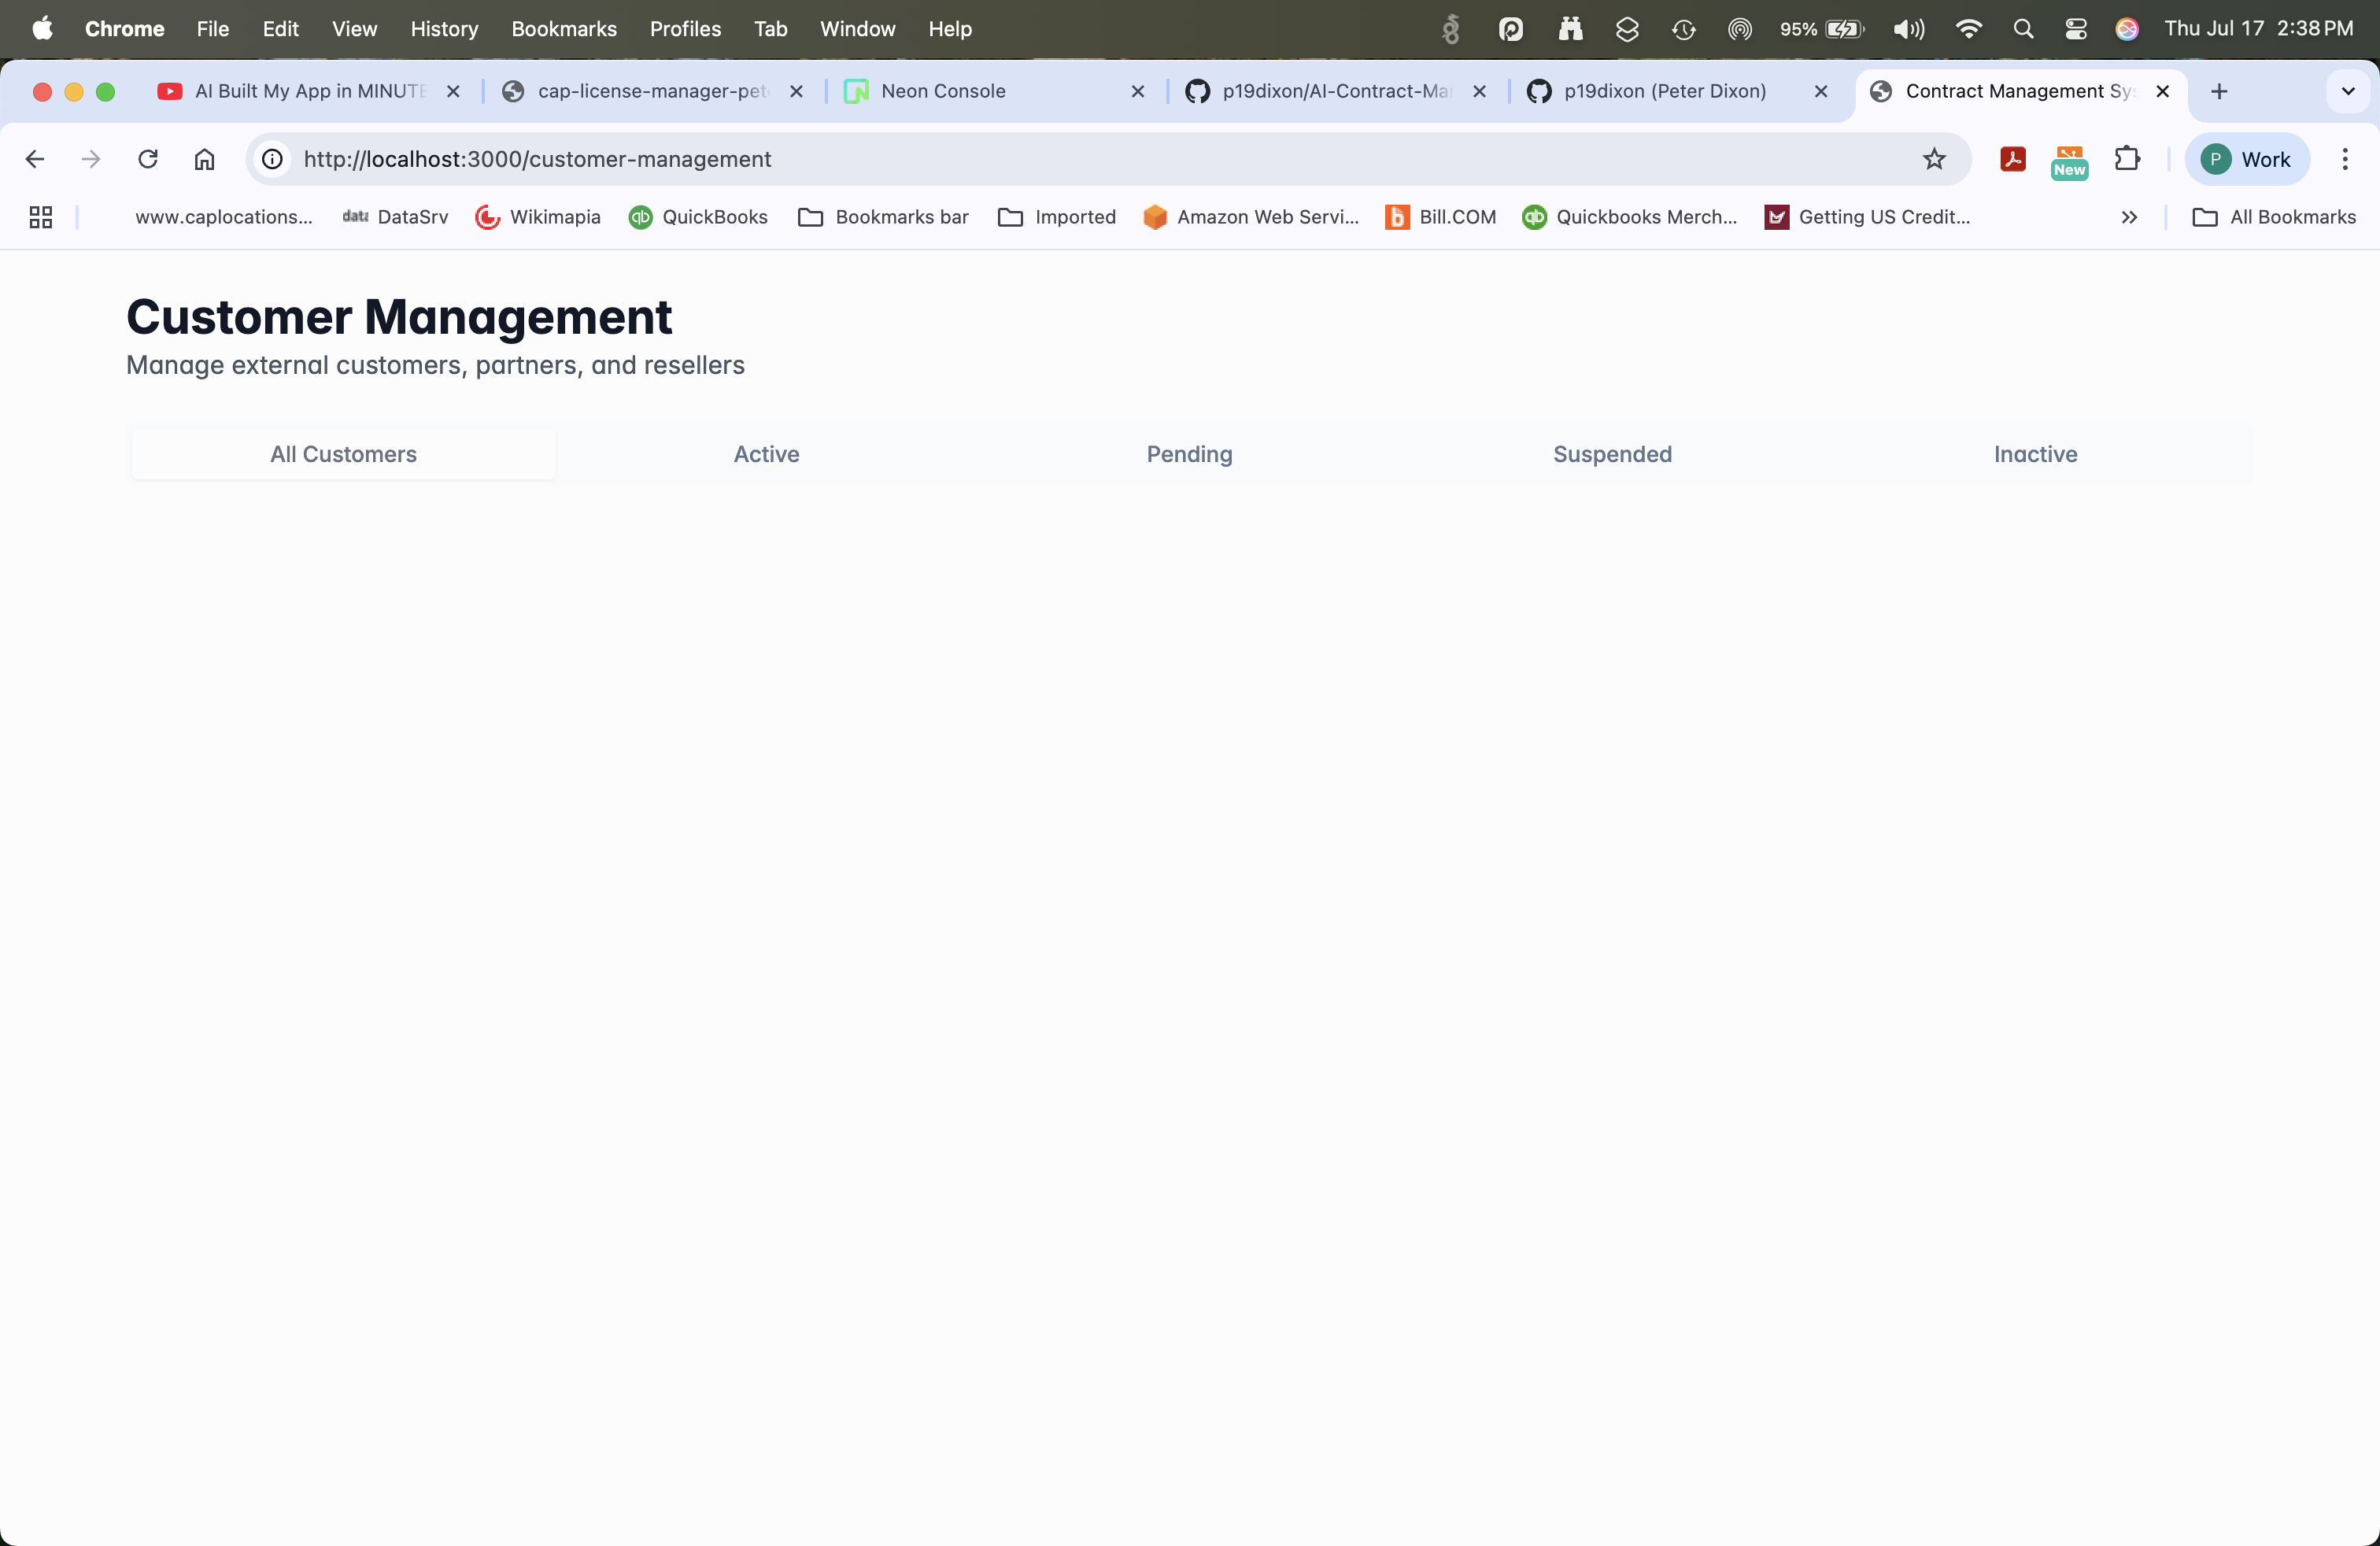 Chrome File Edit View History Bookmarks Profiles Tab Window Help 95% Thu Jul 17 2:38 PM
AI Built My App in MINUTE cap-license-manager-pet Neon Console p19dixon/AI-Contract-Ma p19dixon (Peter Dixon) Contract Management Sy
http://localhost:3000/customer-management New P Work
www.caplocations... data DataSrv Wikimapia qb QuickBooks Bookmarks bar Imported Amazon Web Servi... b Bill.COM qb Quickbooks Merch... Getting US Credit... All Bookmarks
Customer Management
Manage external customers, partners, and resellers
All Customers Active Pending Suspended Inactive